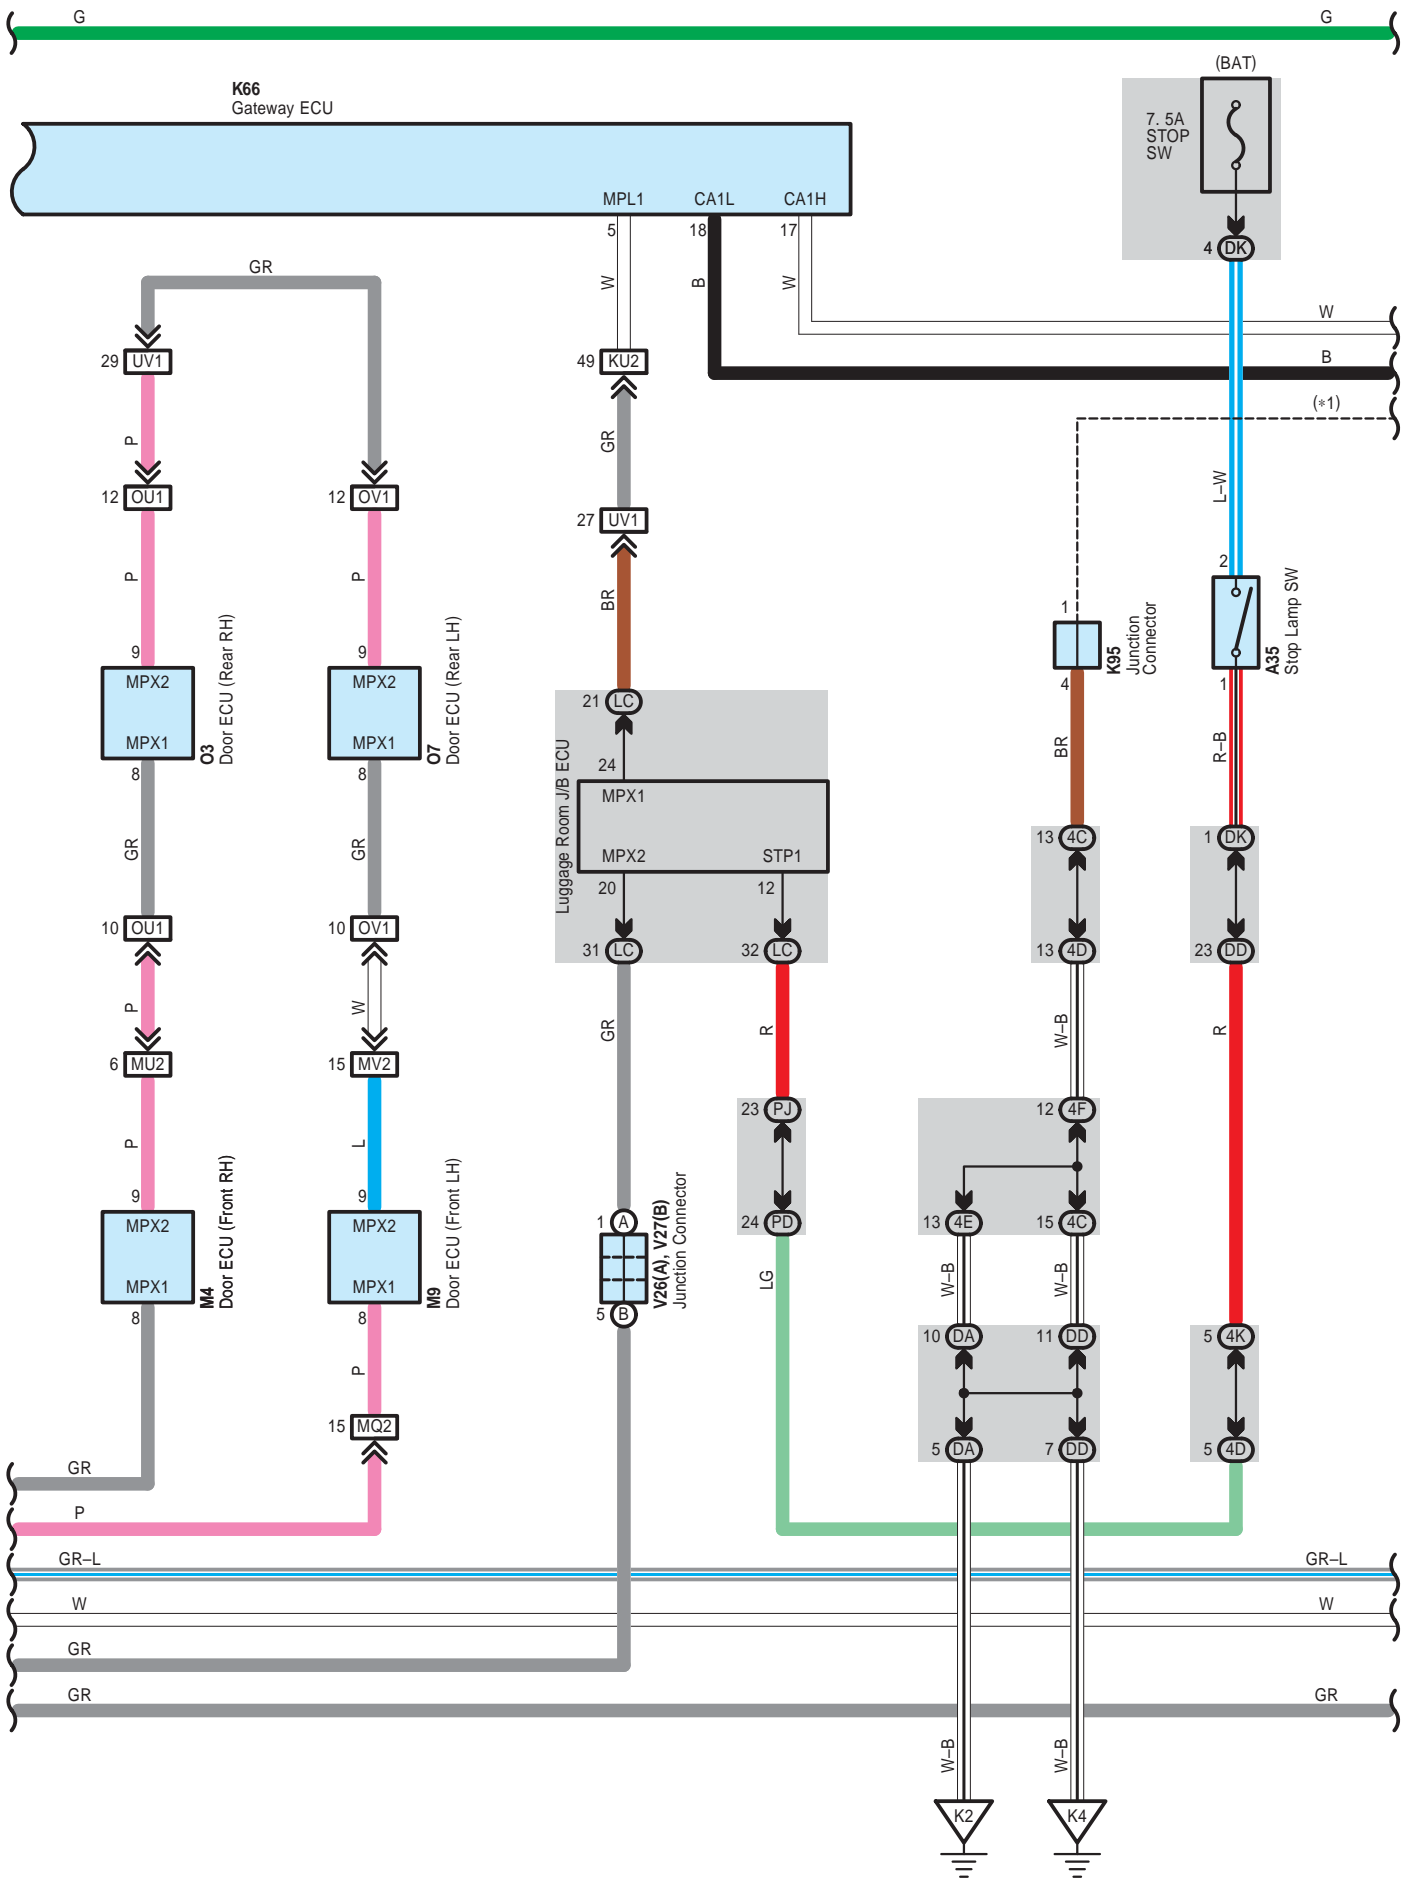 G
G
(BAT)
K66
Gateway ECU
7. 5A
STOP
SW
MPL1
CA1L
CA1H
5
18
17
4 DK
GR
W
B
W
W
29 UV1
49 KU2
B
(*1)
P
GR
L–W
12 OU1
12 OV1
27 UV1
2
P
P
BR
1
Stop Lamp SW
A35
Junction
Connector
K95
9
9
4
1
MPX2
MPX2
21 LC
Door ECU (Rear RH)
O3
Door ECU (Rear LH)
O7
MPX1
MPX1
BR
R–B
8
8
24
MPX1
Luggage Room J/B ECU
GR
GR
13 4C
1 DK
MPX2
STP1
20
12
10 OU1
10 OV1
31 LC
32 LC
13 4D
23 DD
P
W
GR
R
W–B
R
6 MU2
15 MV2
23 PJ
12 4F
P
L
9
9
1 A
24 PD
13 4E
15 4C
MPX2
MPX2
Door ECU (Front RH)
M4
Door ECU (Front LH)
M9
V26(A), V27(B)
Junction Connector
MPX1
MPX1
LG
W–B
W–B
8
8
5 B
10 DA
11 DD
5 4K
P
15 MQ2
5 DA
7 DD
5 4D
GR
P
GR–L
GR–L
W
W
GR
GR
GR
W–B
W–B
K2
K4